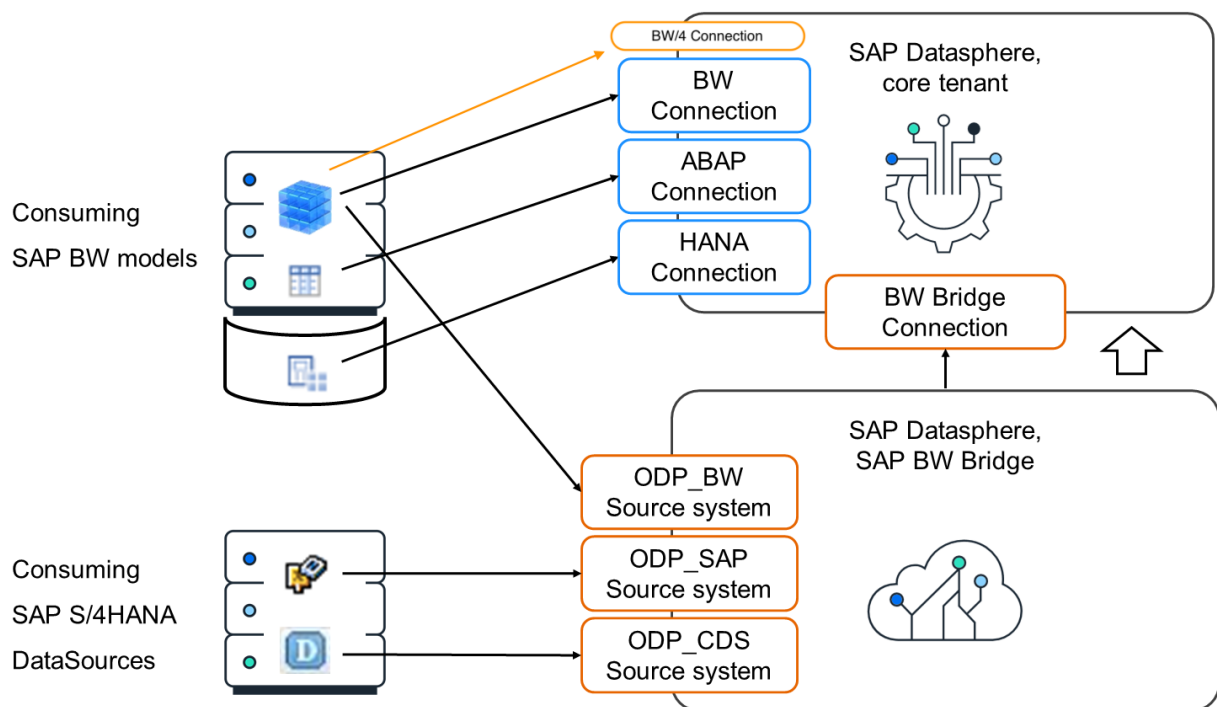 BW/4 Connection
BW
Connection
ABAP
Connection
HANA
Connection
SAP Datasphere,
core tenant
Consuming
SAP BW models
BW Bridge
Connection
SAP Datasphere,
SAP BW Bridge
ODP_BW
Source system
ODP_SAP
Source system
ODP_CDS
Source system
Consuming
SAP S/4HANA
DataSources
D